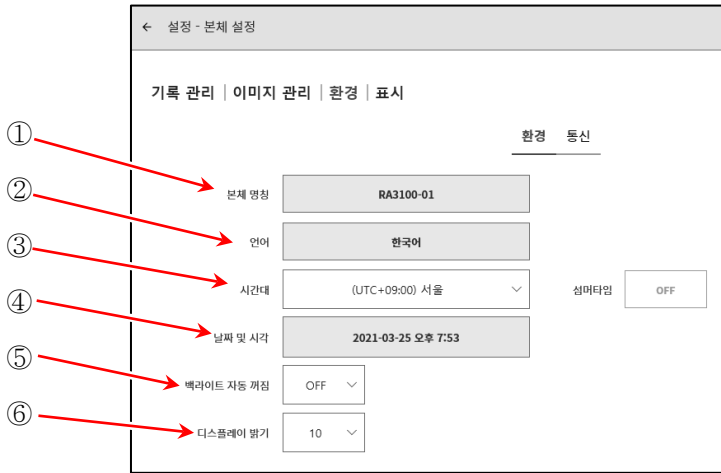 ← 설정 - 본체 설정
기록 관리 | 이미지 관리 | 환경 | 표시
환경 통신
① 본체 명칭 RA3100-01
② 언어 한국어
③ 시간대 (UTC+09:00) 서울 섬머타임 OFF
④ 날짜 및 시각 2021-03-25 오후 7:53
⑤ 백라이트 자동 꺼짐 OFF
⑥ 디스플레이 밝기 10